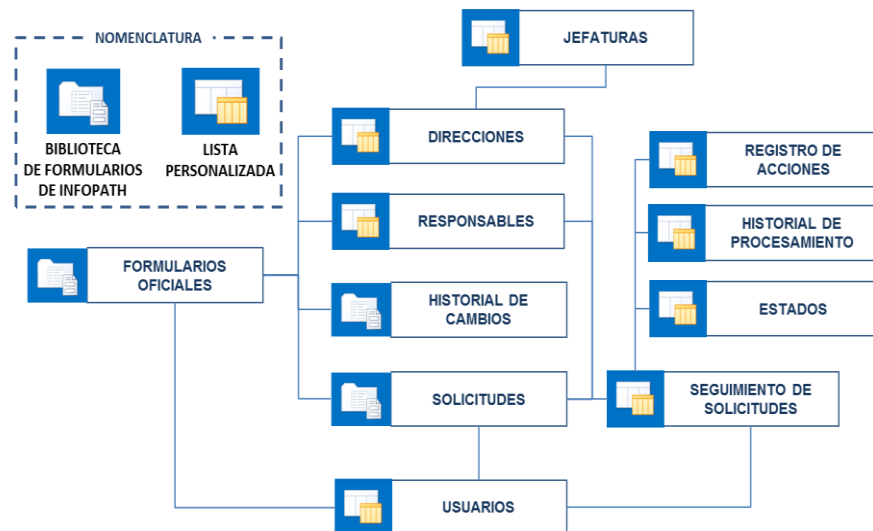 NOMENCLATURA
BIBLIOTECA
DE FORMULARIOS
DE INFOPATH
LISTA
PERSONALIZADA
JEFATURAS
DIRECCIONES
RESPONSABLES
FORMULARIOS
OFICIALES
HISTORIAL DE
CAMBIOS
SOLICITUDES
USUARIOS
REGISTRO DE
ACCIONES
HISTORIAL DE
PROCESAMIENTO
ESTADOS
SEGUIMIENTO DE
SOLICITUDES